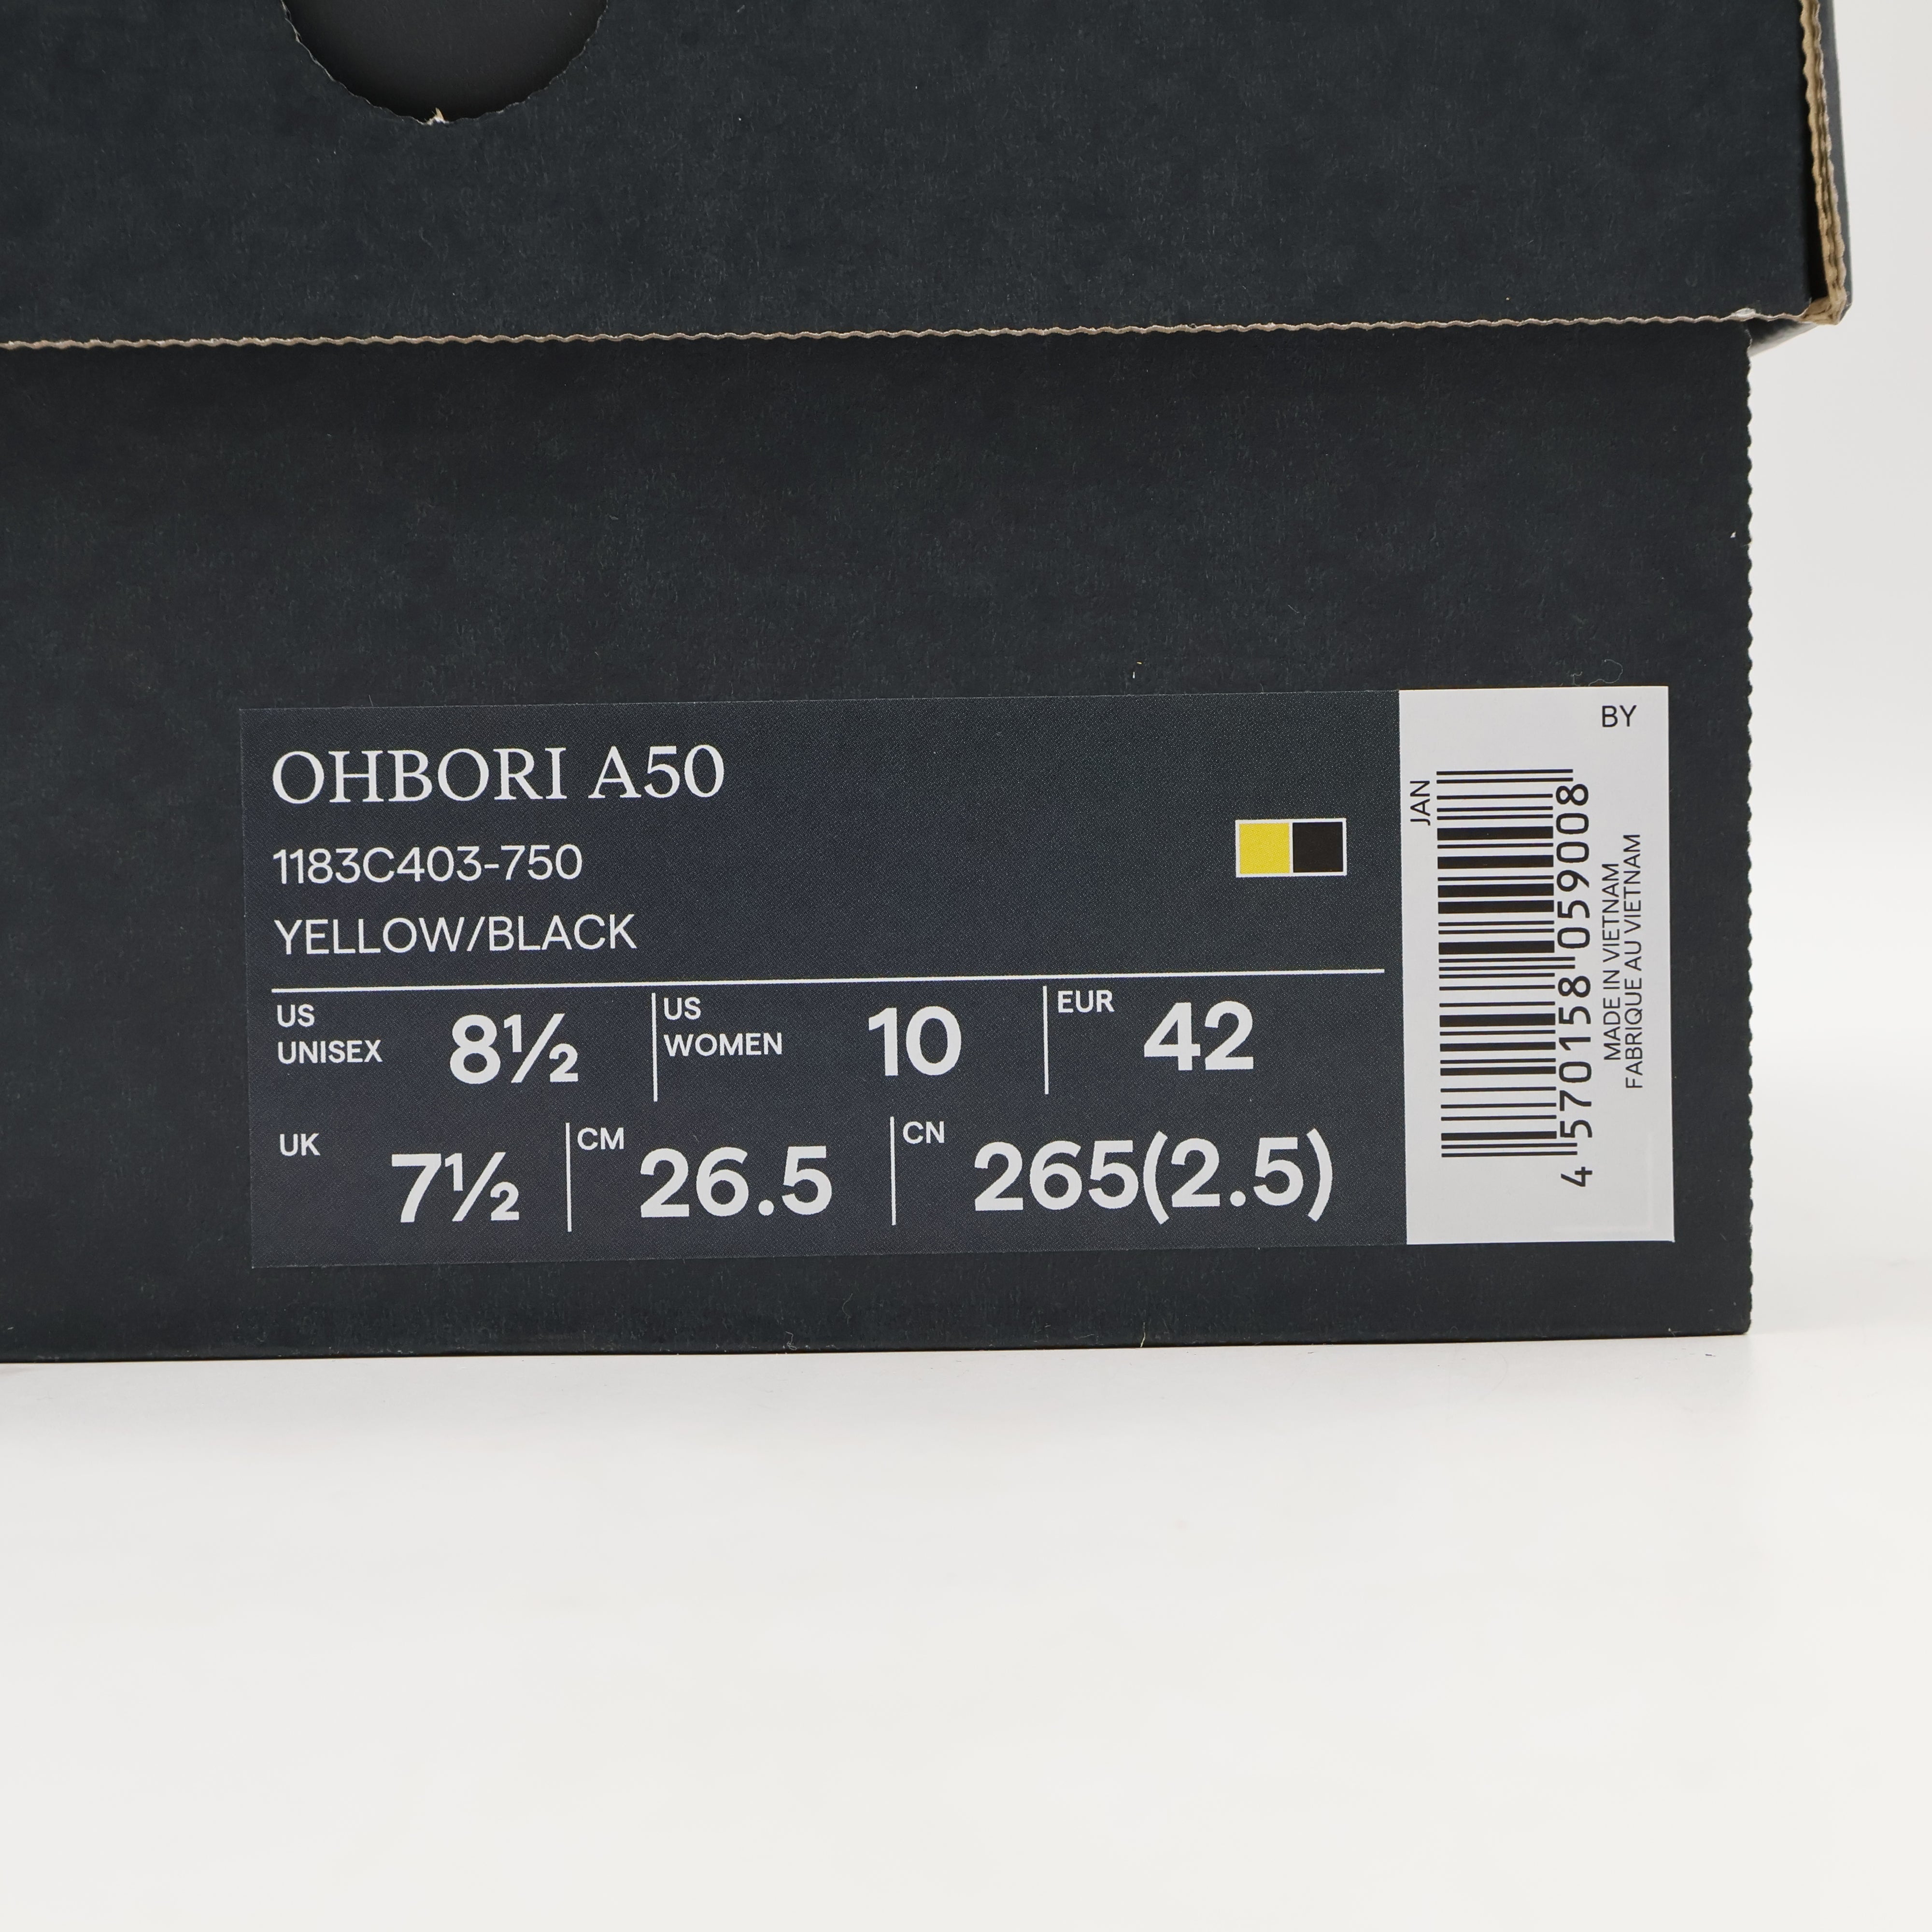 OHBORI A50
1183C403-750
YELLOW/BLACK
US UNISEX 8½
US WOMEN 10
EUR 42
UK 7½
CM 26.5
CN 265(2.5)
BY
JAN
4 570158 059008
MADE IN VIETNAM
FABRIQUE AU VIETNAM